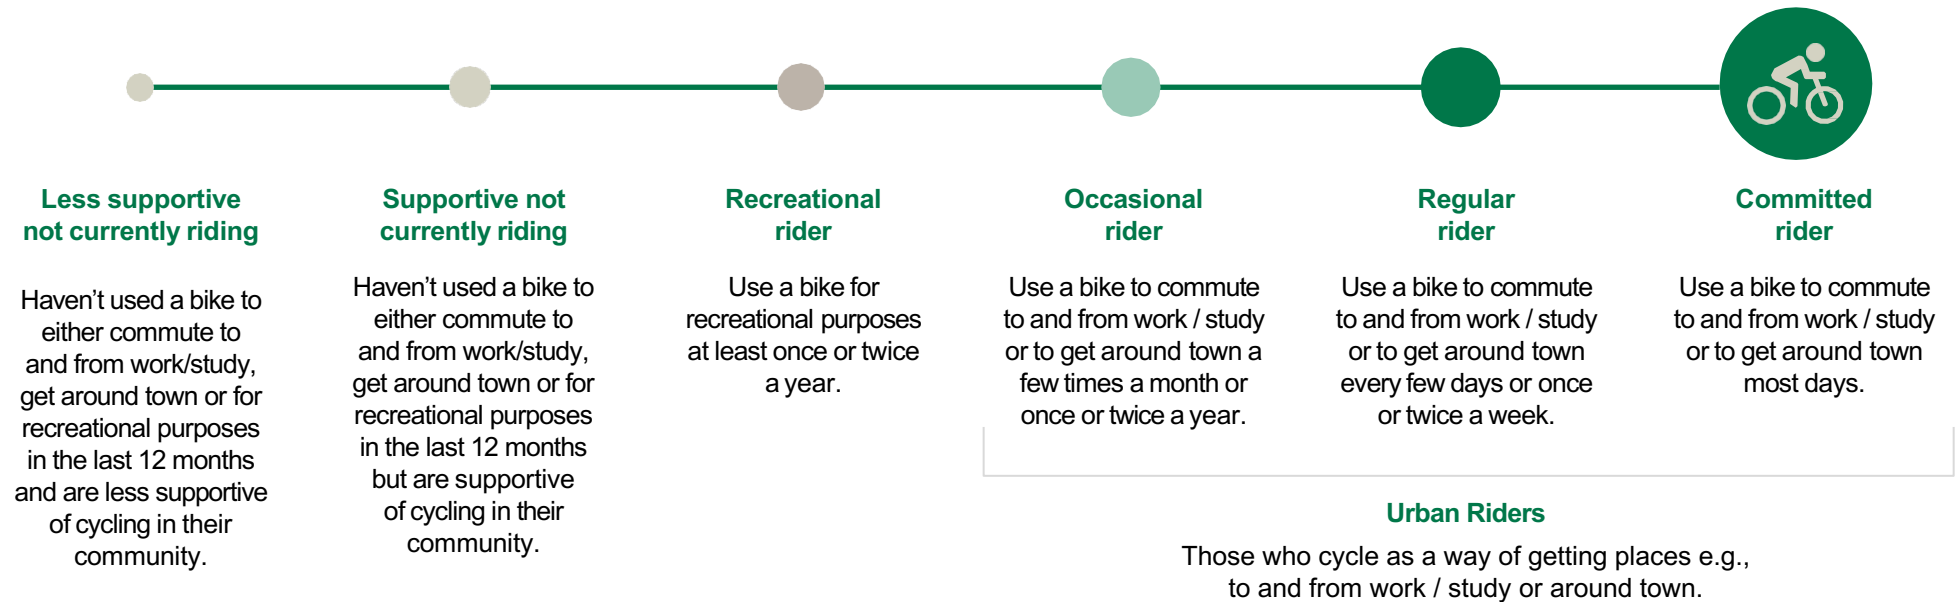 Less supportive
not currently riding
Haven’t used a bike to
either commute to
and from work/study,
get around town or for
recreational purposes
in the last 12 months
and are less supportive
of cycling in their
community.
Supportive not
currently riding
Haven’t used a bike to
either commute to
and from work/study,
get around town or for
recreational purposes
in the last 12 months
but are supportive
of cycling in their
community.
Recreational
rider
Use a bike for
recreational purposes
at least once or twice
a year.
Occasional
rider
Use a bike to commute
to and from work / study
or to get around town a
few times a month or
once or twice a year.
Regular
rider
Use a bike to commute
to and from work / study
or to get around town
every few days or once
or twice a week.
Committed
rider
Use a bike to commute
to and from work / study
or to get around town
most days.
Urban Riders
Those who cycle as a way of getting places e.g.,
to and from work / study or around town.